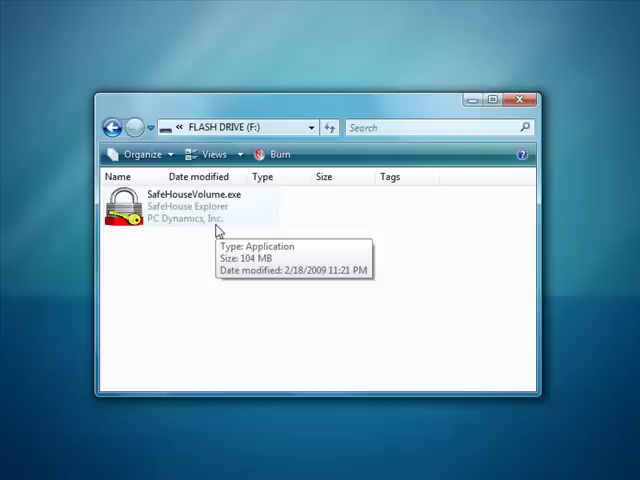 « FLASH DRIVE (F:)
Search
Organize Views Burn
Name Date modified Type Size Tags
SafeHouseVolume.exe
SafeHouse Explorer
PC Dynamics, Inc.
Type: Application
Size: 104 MB
Date modified: 2/18/2009 11:21 PM